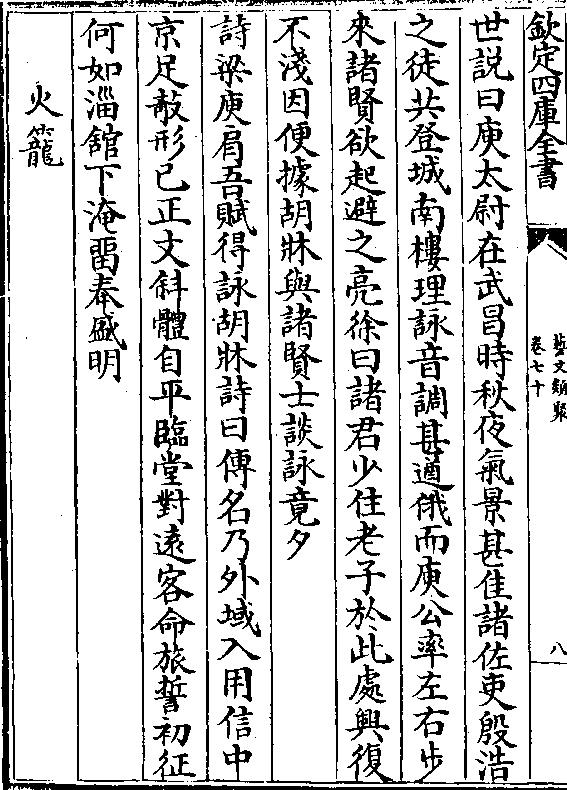 欽定四庫全書
藝文類聚
卷七十
八
世説曰庾太尉在武昌時秋夜氣景甚佳諸佐吏殷浩
之徒共登城南樓理詠音調甚遒俄而庾公率左右步
來諸賢欲起避之亮徐曰諸君少住老子於此處興復
不淺因便據胡牀與諸賢士談詠竟夕
詩梁庾肩吾賦得詠胡牀詩曰傳名乃外域入用信中
京足攲形已正文斜體自平臨堂對遠客命旅誓初征
何如淄館下淹留奉盛明
火籠